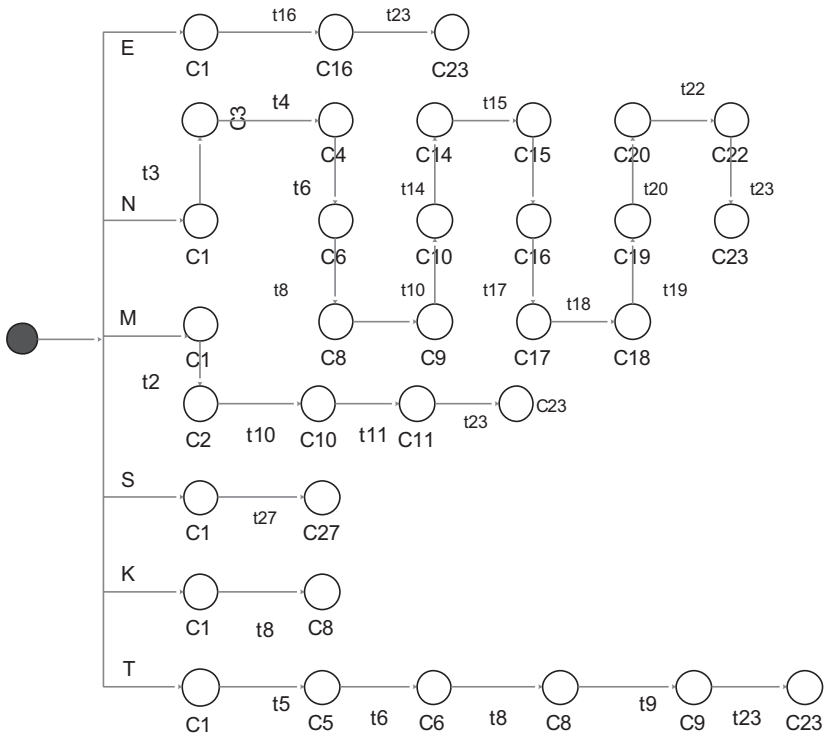 t16 t23
E
C1 C16 C23
t4 t15 t22
C3
C4 C14 C15 C20 C22
t3 t6 t14 t20 t23
N
C1 C6 C10 C16 C19 C23
t8 t10 t17 t18 t19
M
C1 C8 C9 C17 C18
t2
C23
C2 t10 C10 t11 C11 t23
S
C1 t27 C27
K
C1 t8 C8
T
C1 t5 C5 t6 C6 t8 C8 t9 C9 t23 C23